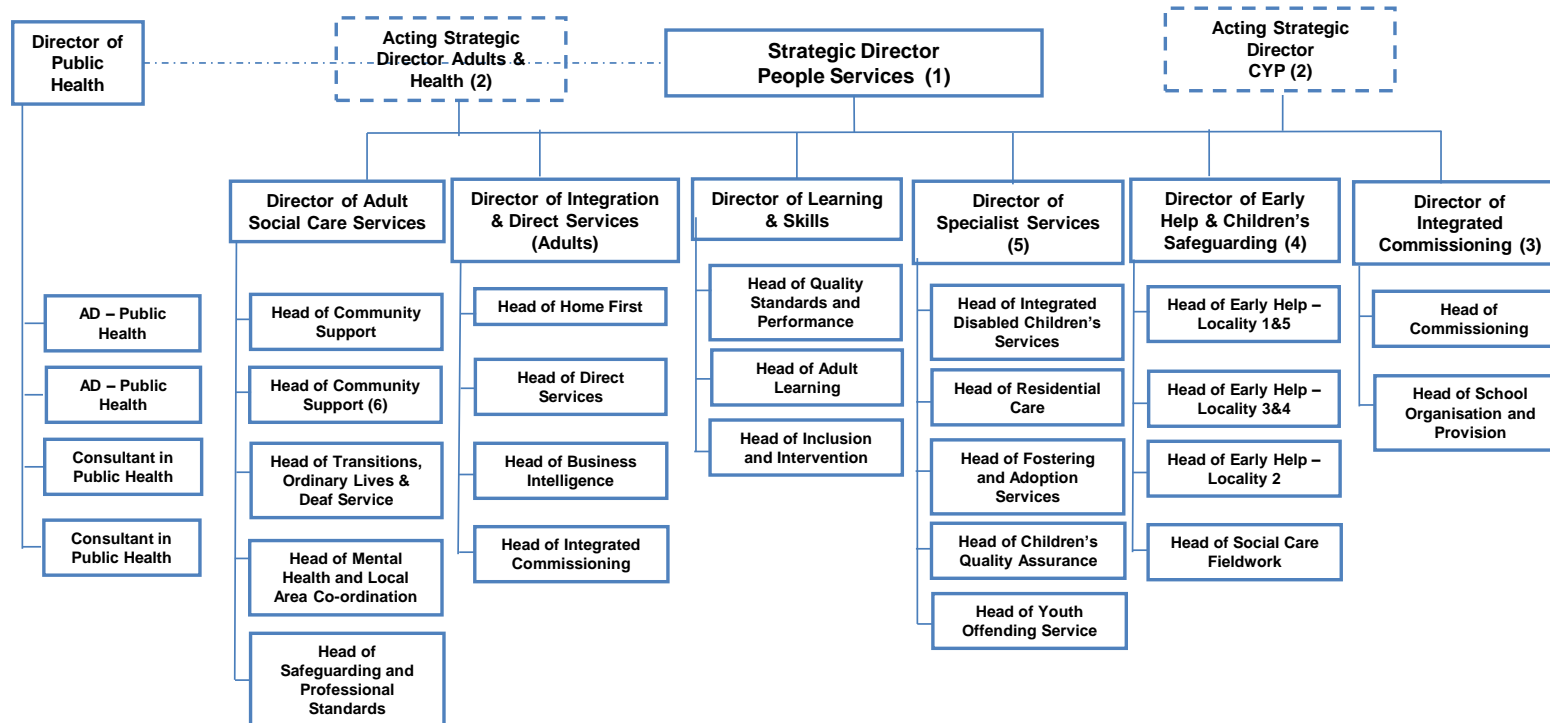 Director of
Public
Health
Acting Strategic
Director Adults &
Health (2)
Strategic Director
People Services (1)
Acting Strategic
Director
CYP (2)
Director of Adult
Social Care Services
Director of Integration
& Direct Services
(Adults)
Director of Learning
& Skills
Director of
Specialist Services
(5)
Director of Early
Help & Children’s
Safeguarding (4)
Director of
Integrated
Commissioning (3)
AD – Public
Health
AD – Public
Health
Consultant in
Public Health
Consultant in
Public Health
Head of Community
Support
Head of Community
Support (6)
Head of Transitions,
Ordinary Lives &
Deaf Service
Head of Mental
Health and Local
Area Co-ordination
Head of
Safeguarding and
Professional
Standards
Head of Home First
Head of Direct
Services
Head of Business
Intelligence
Head of Integrated
Commissioning
Head of Quality
Standards and
Performance
Head of Adult
Learning
Head of Inclusion
and Intervention
Head of Integrated
Disabled Children’s
Services
Head of Residential
Care
Head of Fostering
and Adoption
Services
Head of Children’s
Quality Assurance
Head of Youth
Offending Service
Head of Early Help –
Locality 1&5
Head of Early Help –
Locality 3&4
Head of Early Help –
Locality 2
Head of Social Care
Fieldwork
Head of
Commissioning
Head of School
Organisation and
Provision